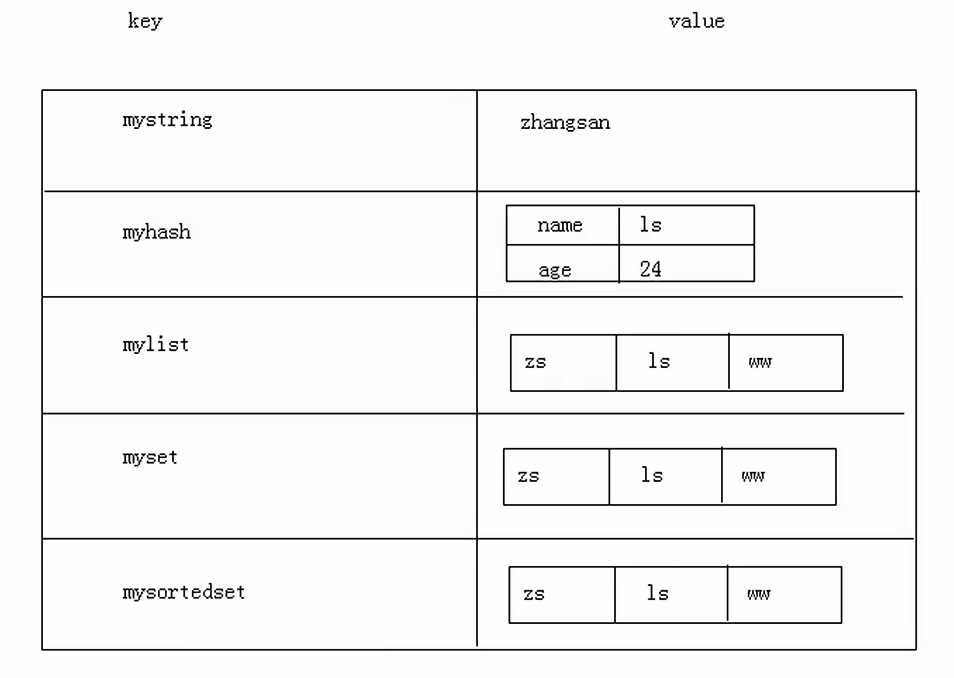 key value
mystring zhangsan
myhash name ls
age 24
mylist zs ls ww
myset zs ls ww
mysortedset zs ls ww